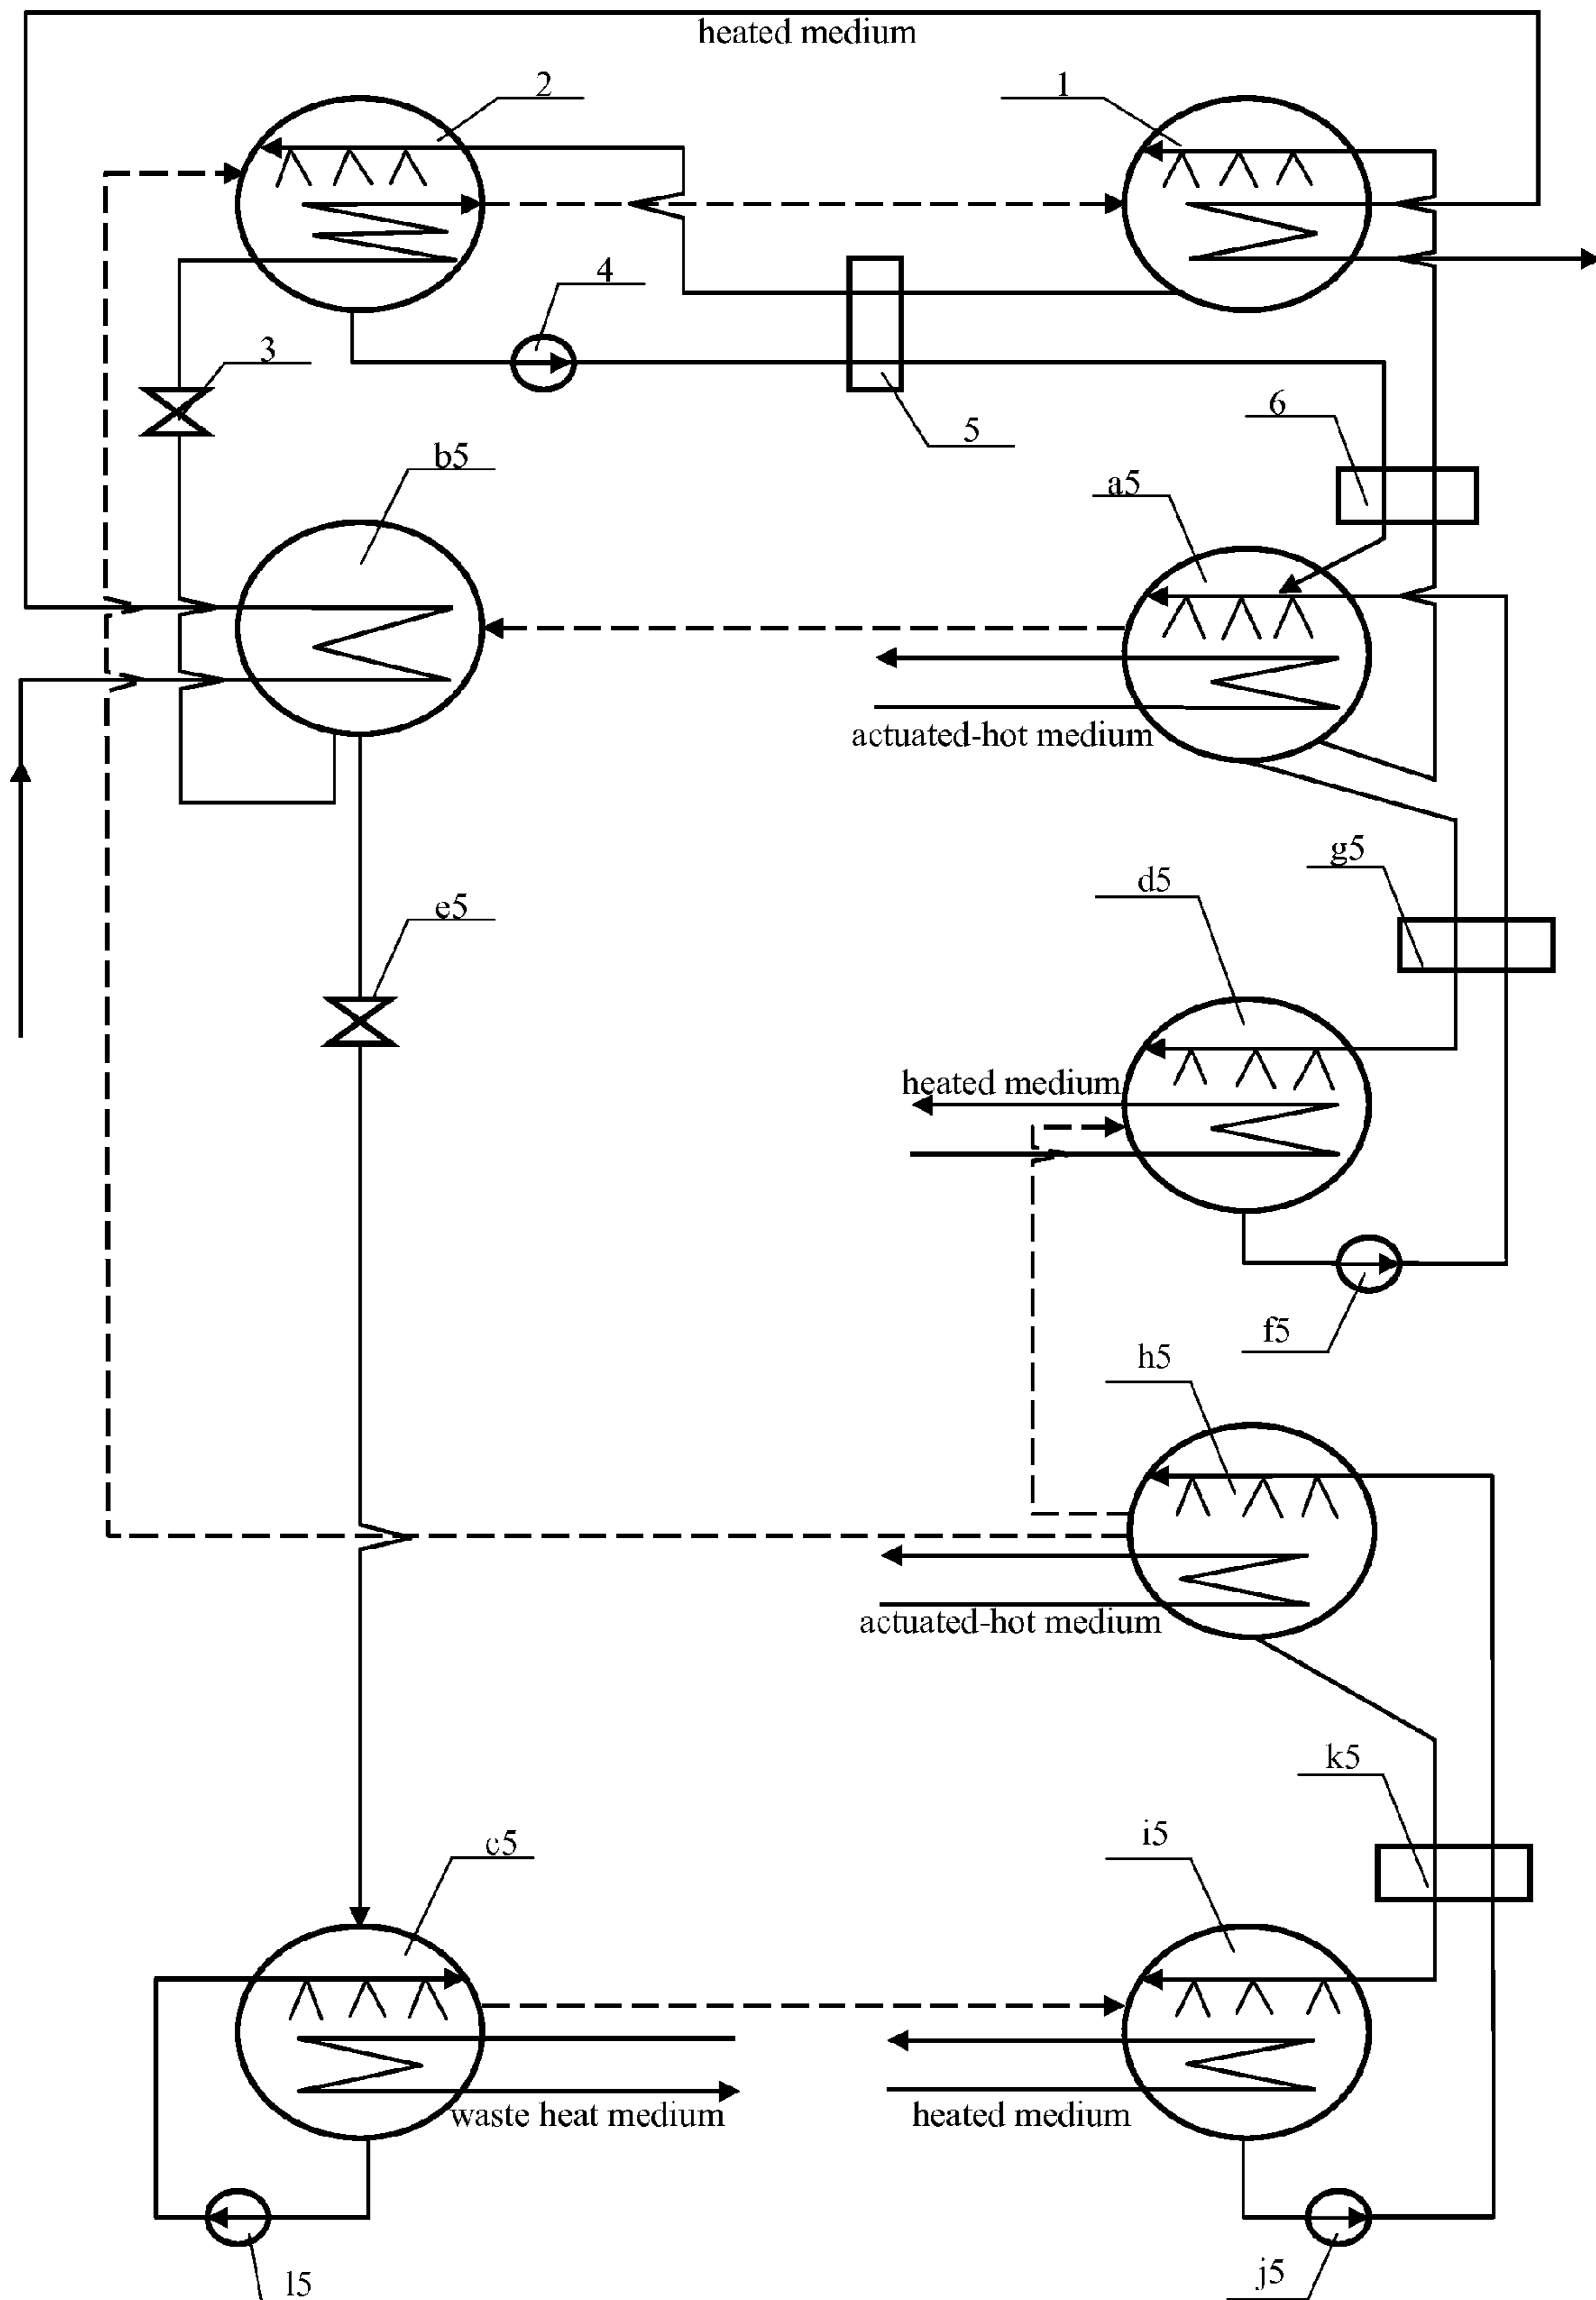 heated medium
2
1
4
3
5
6
b5
a5
actuated-hot medium
g5
d5
e5
heated medium
f5
h5
actuated-hot medium
k5
i5
c5
waste heat medium
heated medium
l5
j5